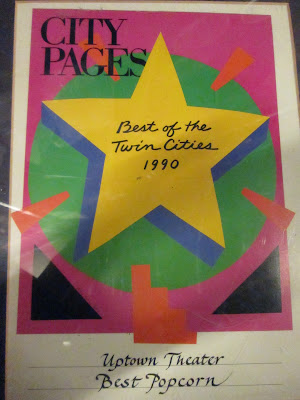 CITY
PAGES
Best of the
Twin Cities
1990
Uptown Theater
Best Popcorn